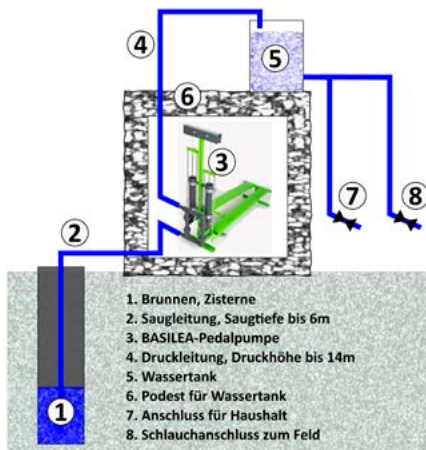 4
5
6
3
7
8
2
1
1. Brunnen, Zisterne
2. Saugleitung, Saugtiefe bis 6m
3. BASILEA-Pedalpumpe
4. Druckleitung, Druckhöhe bis 14m
5. Wassertank
6. Podest für Wassertank
7. Anschluss für Haushalt
8. Schlauchanschluss zum Feld